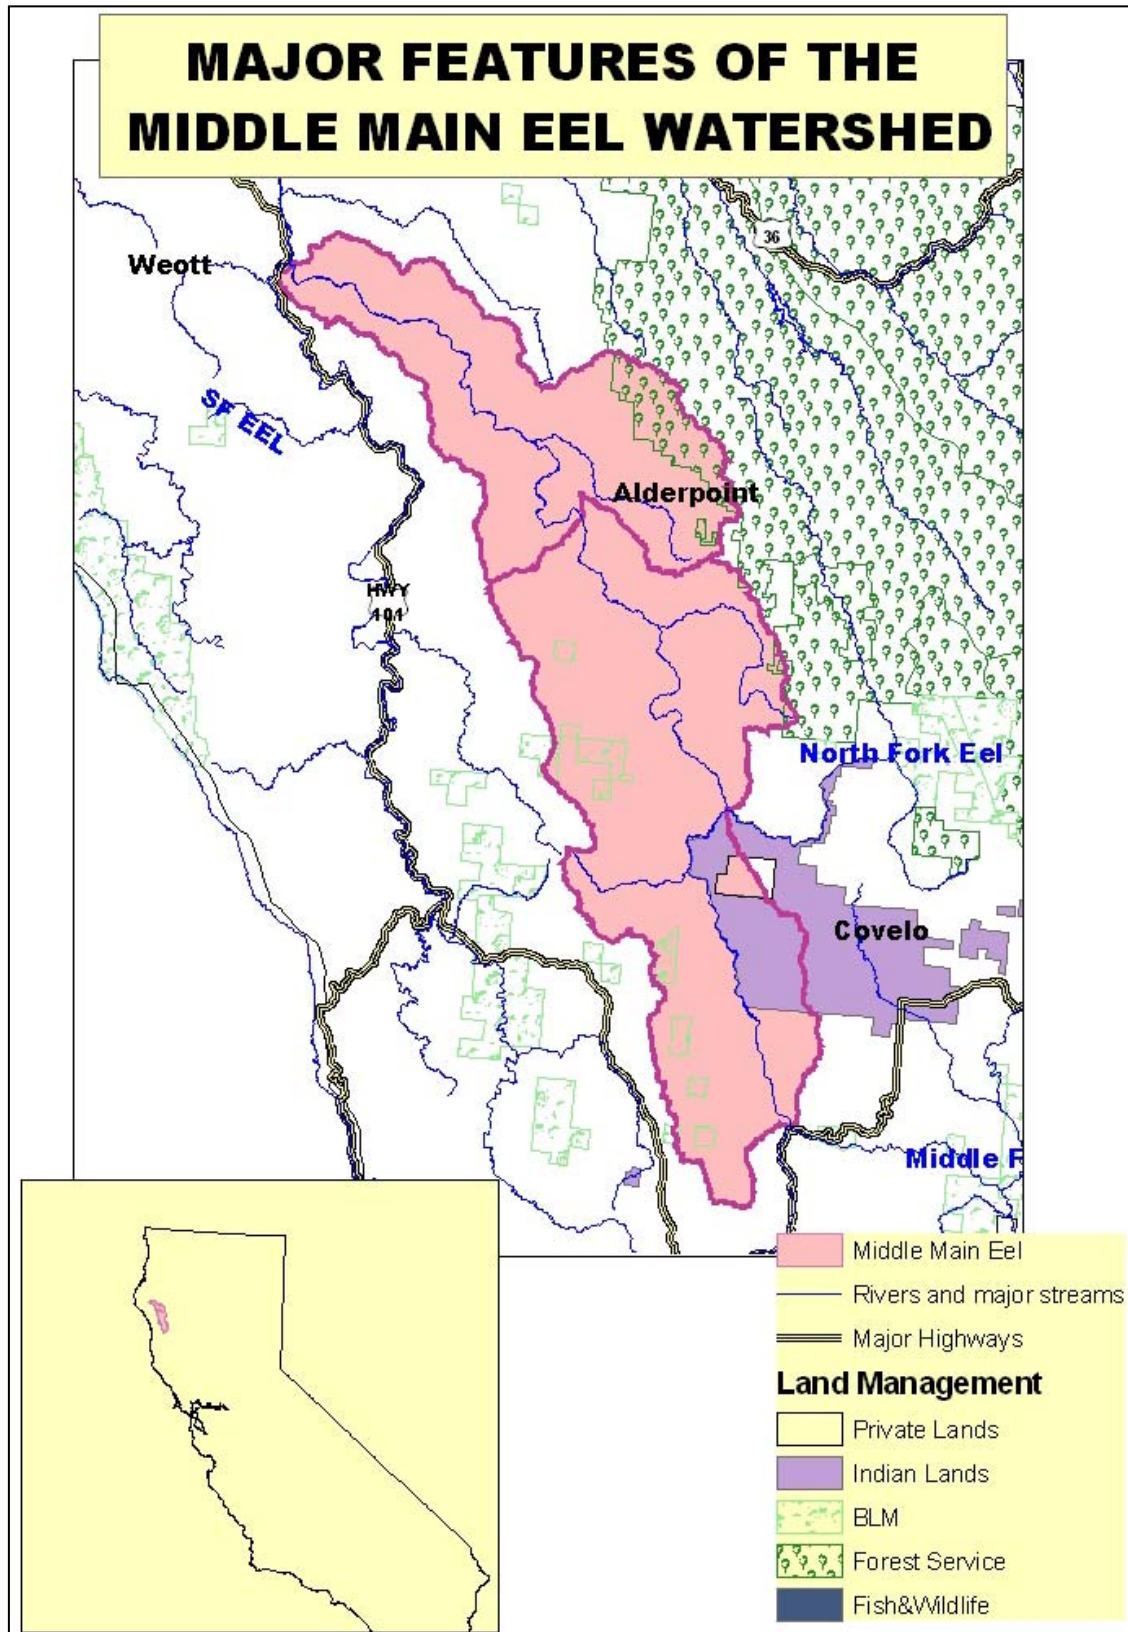 MAJOR FEATURES OF THE
MIDDLE MAIN EEL WATERSHED
36
Weott
SF EEL
Alderpoint
HWY
101
North Fork Eel
Covelo
Middle F
Middle Main Eel
Rivers and major streams
Major Highways
Land Management
Private Lands
Indian Lands
BLM
Forest Service
Fish&Wildlife